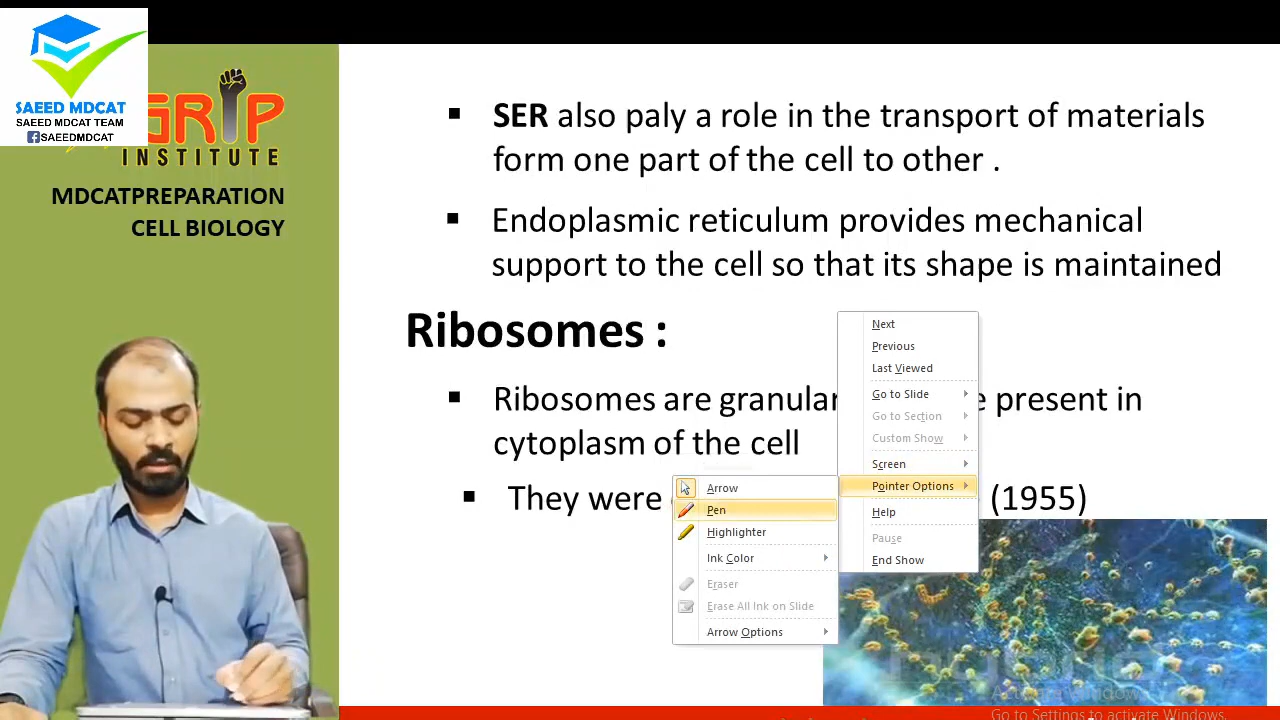 SAEED MDCAT
SAEED MDCAT TEAM
SAEEDMDCAT
GRIP
INSTITUTE
MDCATPREPARATION
CELL BIOLOGY
▪ SER also paly a role in the transport of materials
form one part of the cell to other .
▪ Endoplasmic reticulum provides mechanical
support to the cell so that its shape is maintained
Ribosomes :
▪ Ribosomes are granular present in
cytoplasm of the cell
▪ They were (1955)
Next
Previous
Last Viewed
Go to Slide
Go to Section
Custom Show
Screen
Pointer Options
Help
Pause
End Show
Arrow
Pen
Highlighter
Ink Color
Eraser
Erase All Ink on Slide
Arrow Options
Activate Windows
Go to Settings to activate Windows.